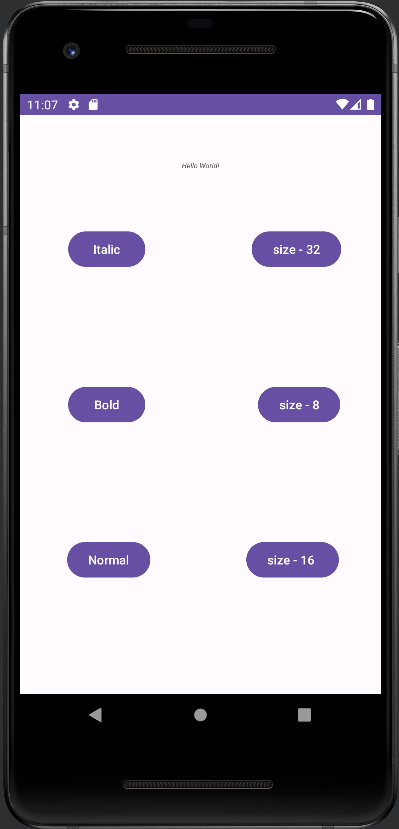 11:07
Hello World!
Italic
size - 32
Bold
size - 8
Normal
size - 16